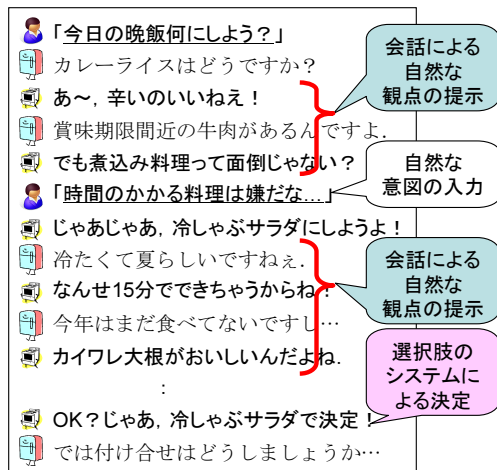 「今日の晩飯何にしよう?」
カレーライスはどうですか?
あ～,辛いのいいねえ!
賞味期限間近の牛肉があるんですよ.
でも煮込み料理って面倒じゃない?
「時間のかかる料理は嫌だな…」
じゃあじゃあ,冷しゃぶサラダにしようよ!
冷たくて夏らしいですねぇ.
なんせ15分でできちゃうからね!
今年はまだ食べてないですし…
カイワレ大根がおいしいんだよね.
:
OK?じゃあ,冷しゃぶサラダで決定!
では付け合せはどうしましょうか…
会話による
自然な
観点の提示
自然な
意図の入力
会話による
自然な
観点の提示
選択肢の
システムに
よる決定